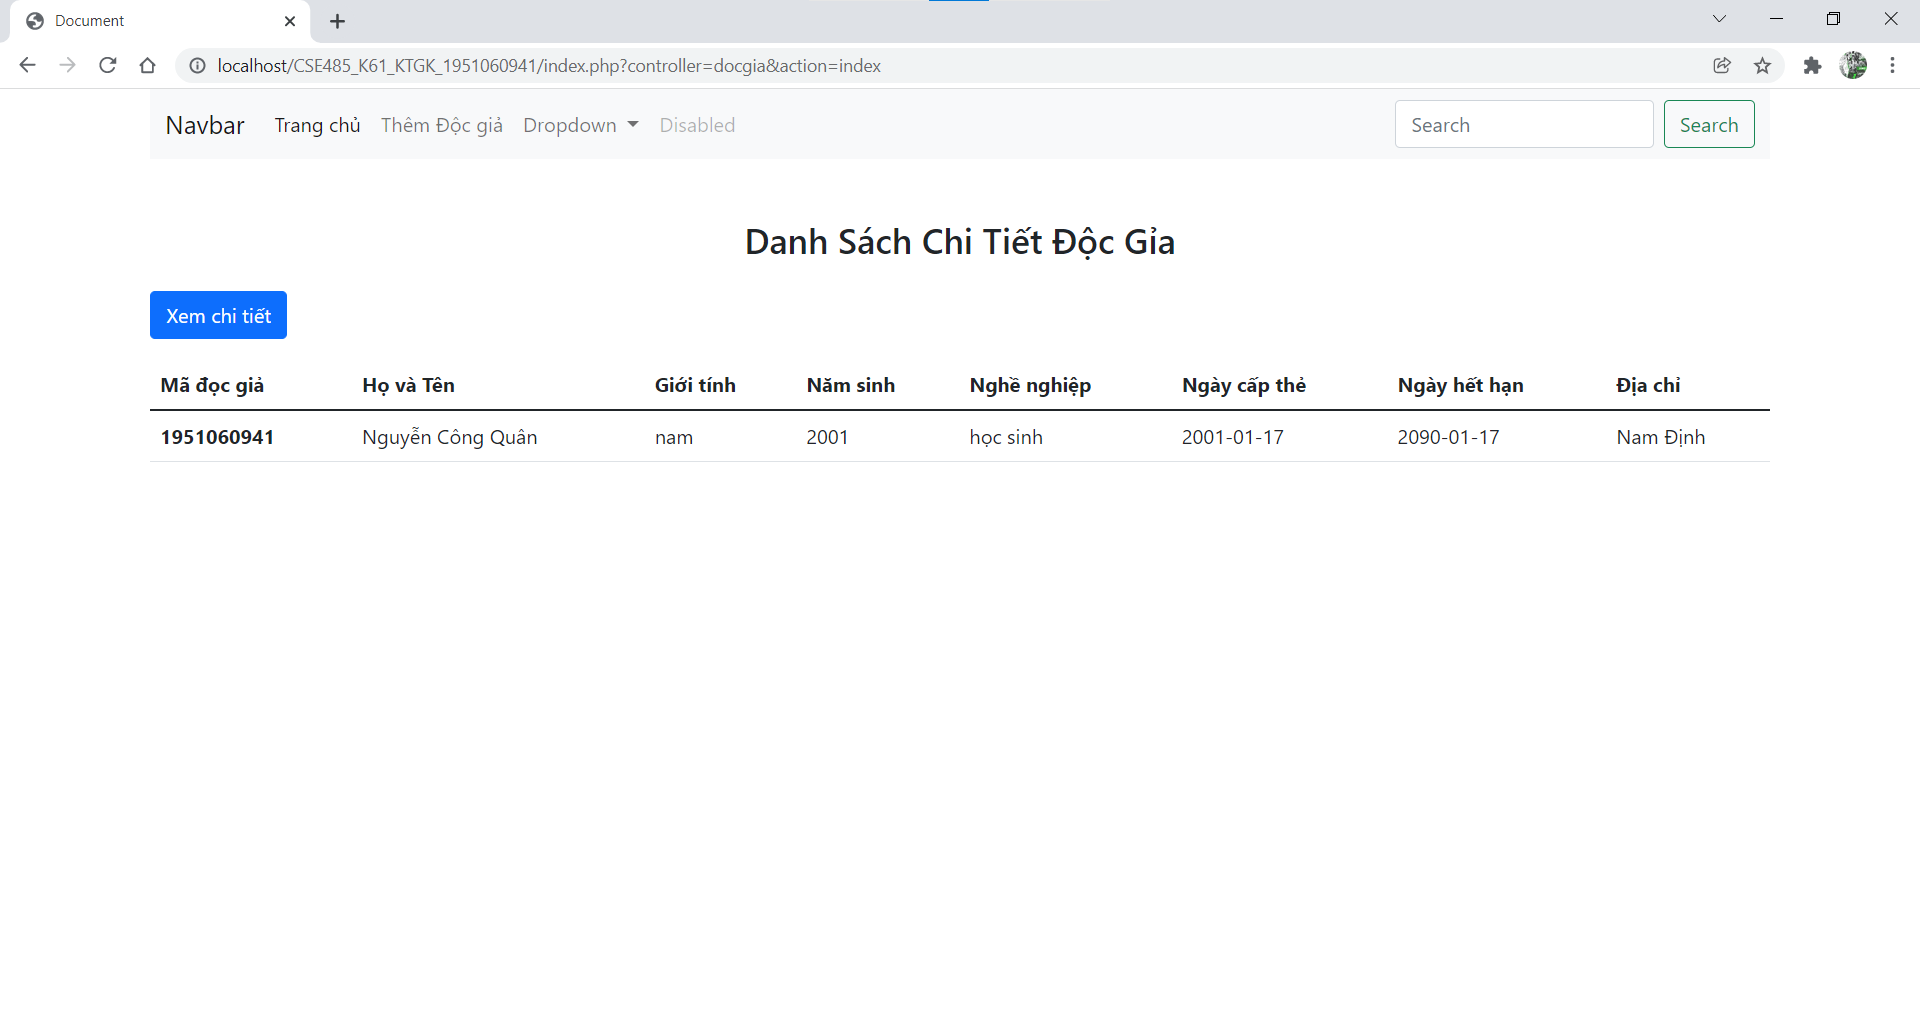 Document
localhost/CSE485_K61_KTGK_1951060941/index.php?controller=docgia&action=index
Navbar Trang chủ Thêm Độc giả Dropdown Disabled Search Search
Danh Sách Chi Tiết Độc Gỉa
Xem chi tiết
Mã đọc giả Họ và Tên Giới tính Năm sinh Nghề nghiệp Ngày cấp thẻ Ngày hết hạn Địa chỉ
1951060941 Nguyễn Công Quân nam 2001 học sinh 2001-01-17 2090-01-17 Nam Định